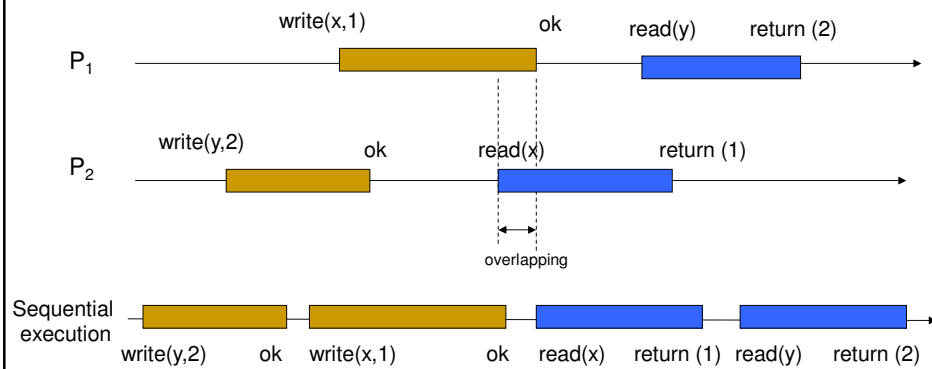 write(x,1) ok read(y) return (2)
P1
write(y,2) ok read(x) return (1)
P2
overlapping
Sequential
execution
write(y,2) ok write(x,1) ok read(x) return (1) read(y) return (2)